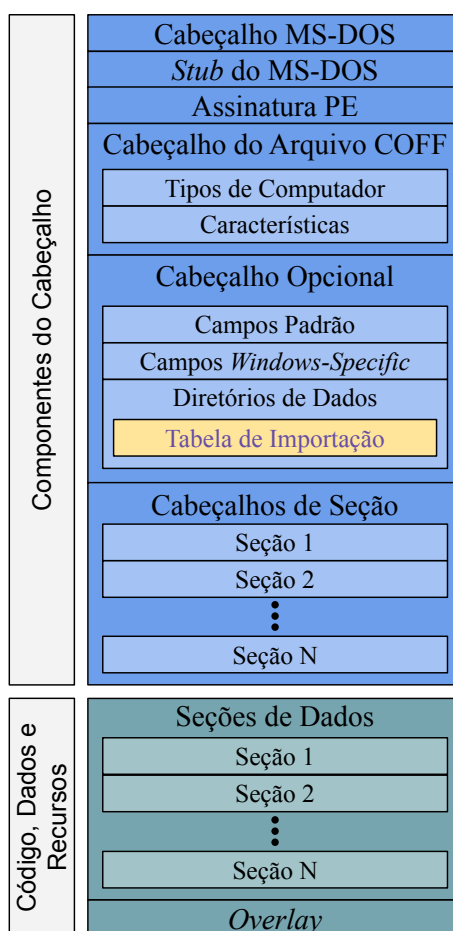 Componentes do Cabeçalho
Cabeçalho MS-DOS
Stub do MS-DOS
Assinatura PE
Cabeçalho do Arquivo COFF
Tipos de Computador
Características
Cabeçalho Opcional
Campos Padrão
Campos Windows-Specific
Diretórios de Dados
Tabela de Importação
Cabeçalhos de Seção
Seção 1
Seção 2
Seção N
Código, Dados e
Recursos
Seções de Dados
Seção 1
Seção 2
Seção N
Overlay